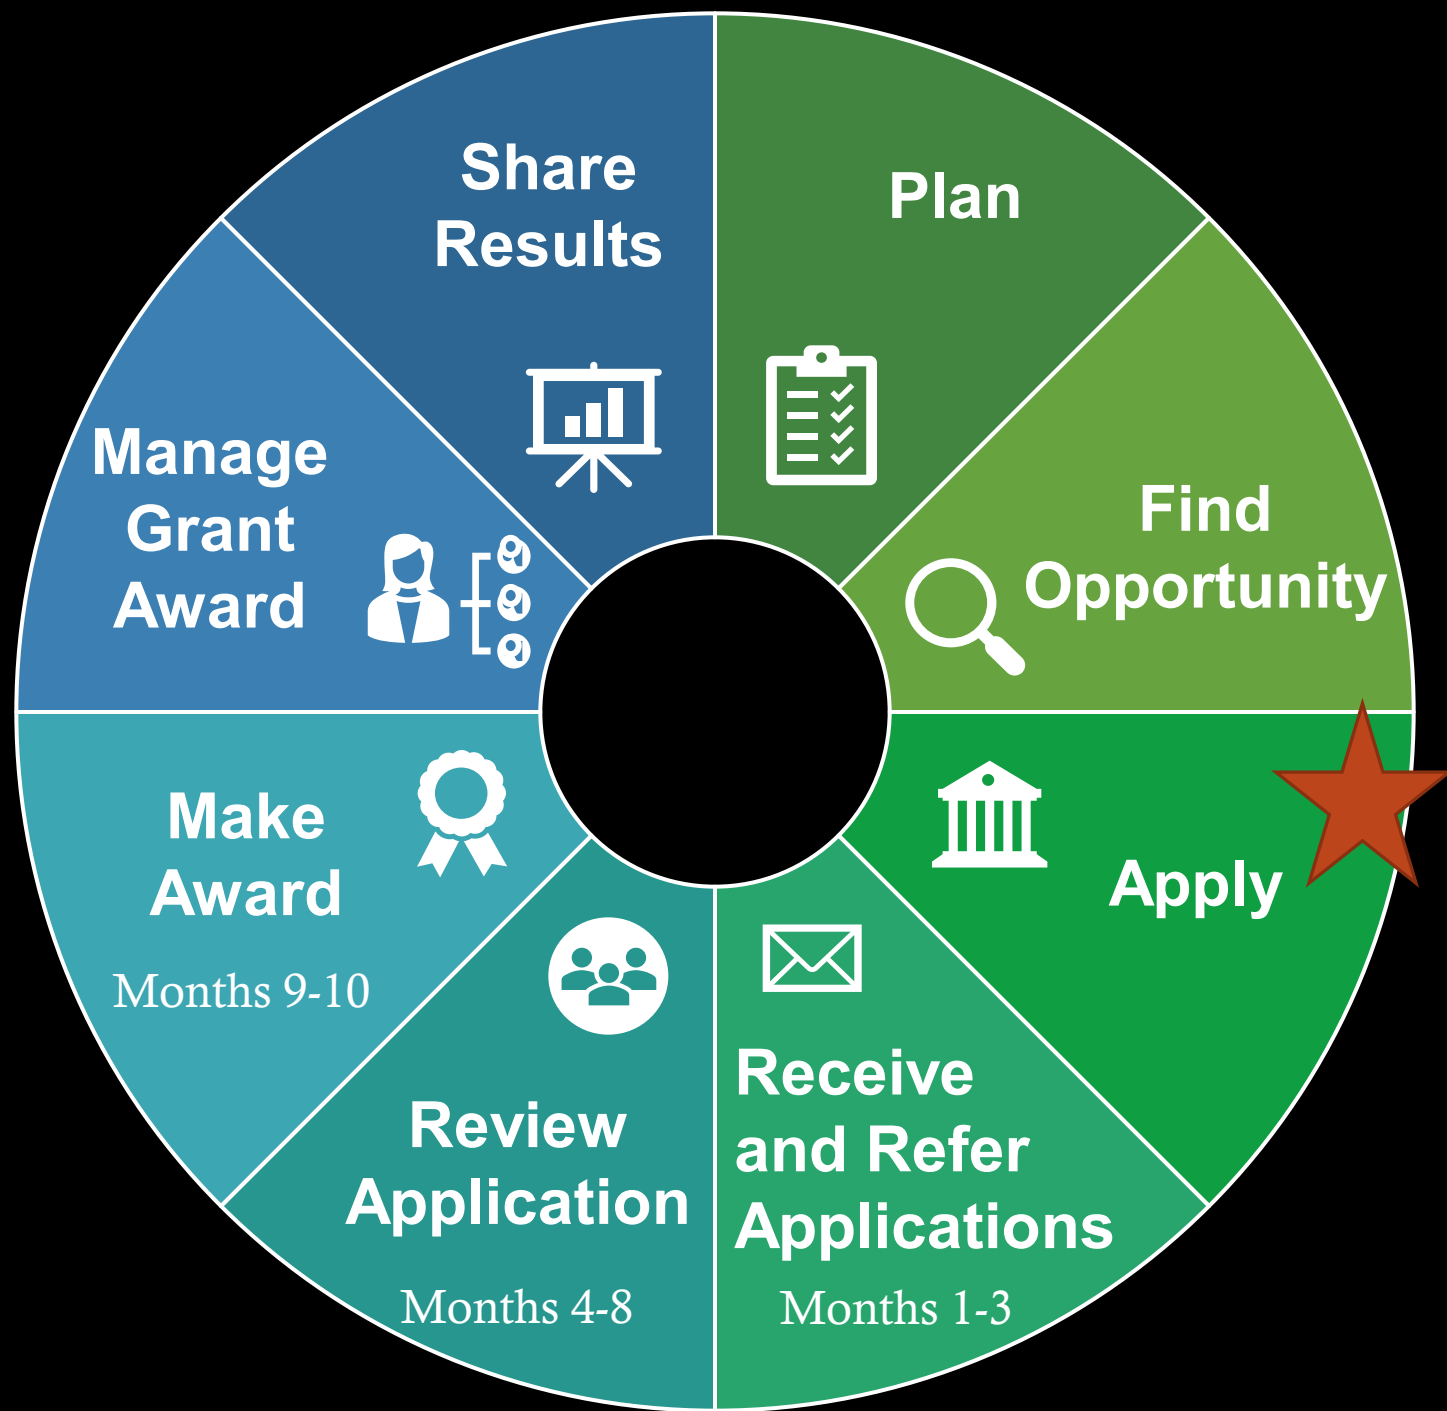 Plan
Find
Opportunity
Apply
Receive
and Refer
Applications
Months 1-3
Review
Application
Months 4-8
Make
Award
Months 9-10
Manage
Grant
Award
Share
Results